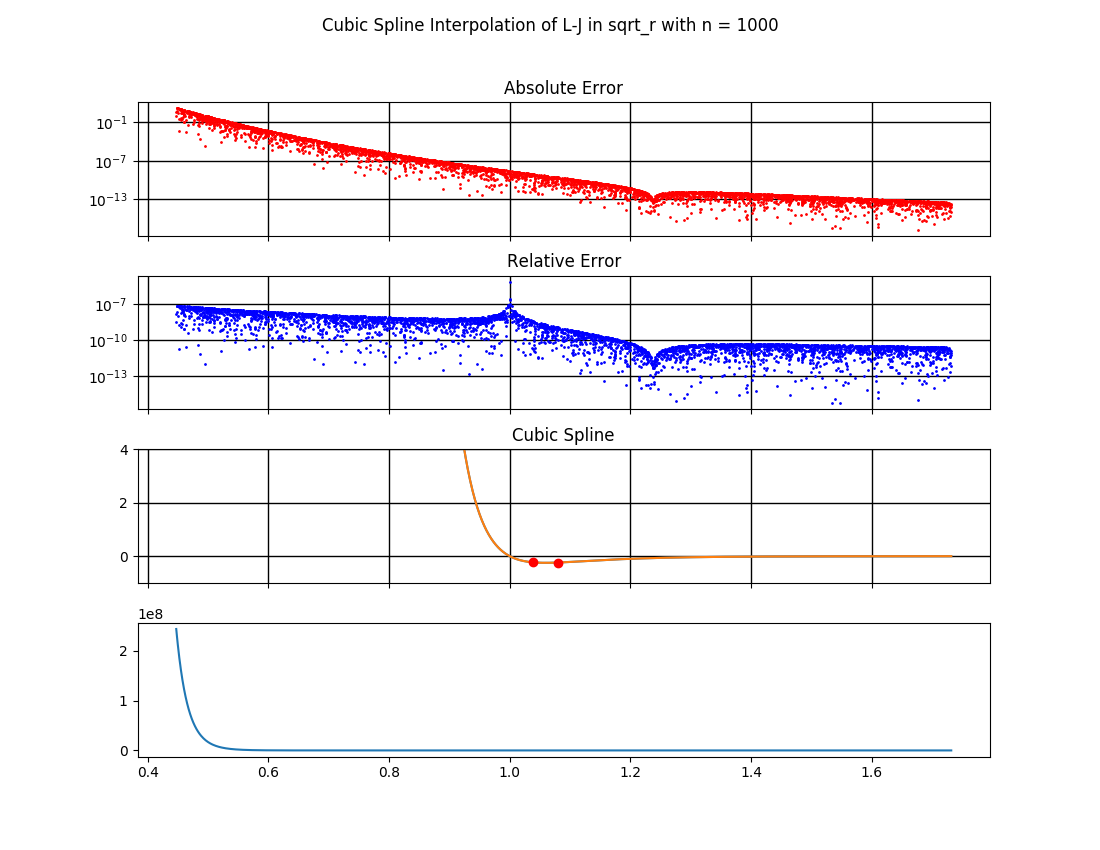 Cubic Spline Interpolation of L-J in sqrt_r with n = 1000
Absolute Error
10⁻¹
10⁻⁷
10⁻¹³
Relative Error
10⁻⁷
10⁻¹⁰
10⁻¹³
Cubic Spline
4
2
0
1e8
2
1
0
0.4 0.6 0.8 1.0 1.2 1.4 1.6